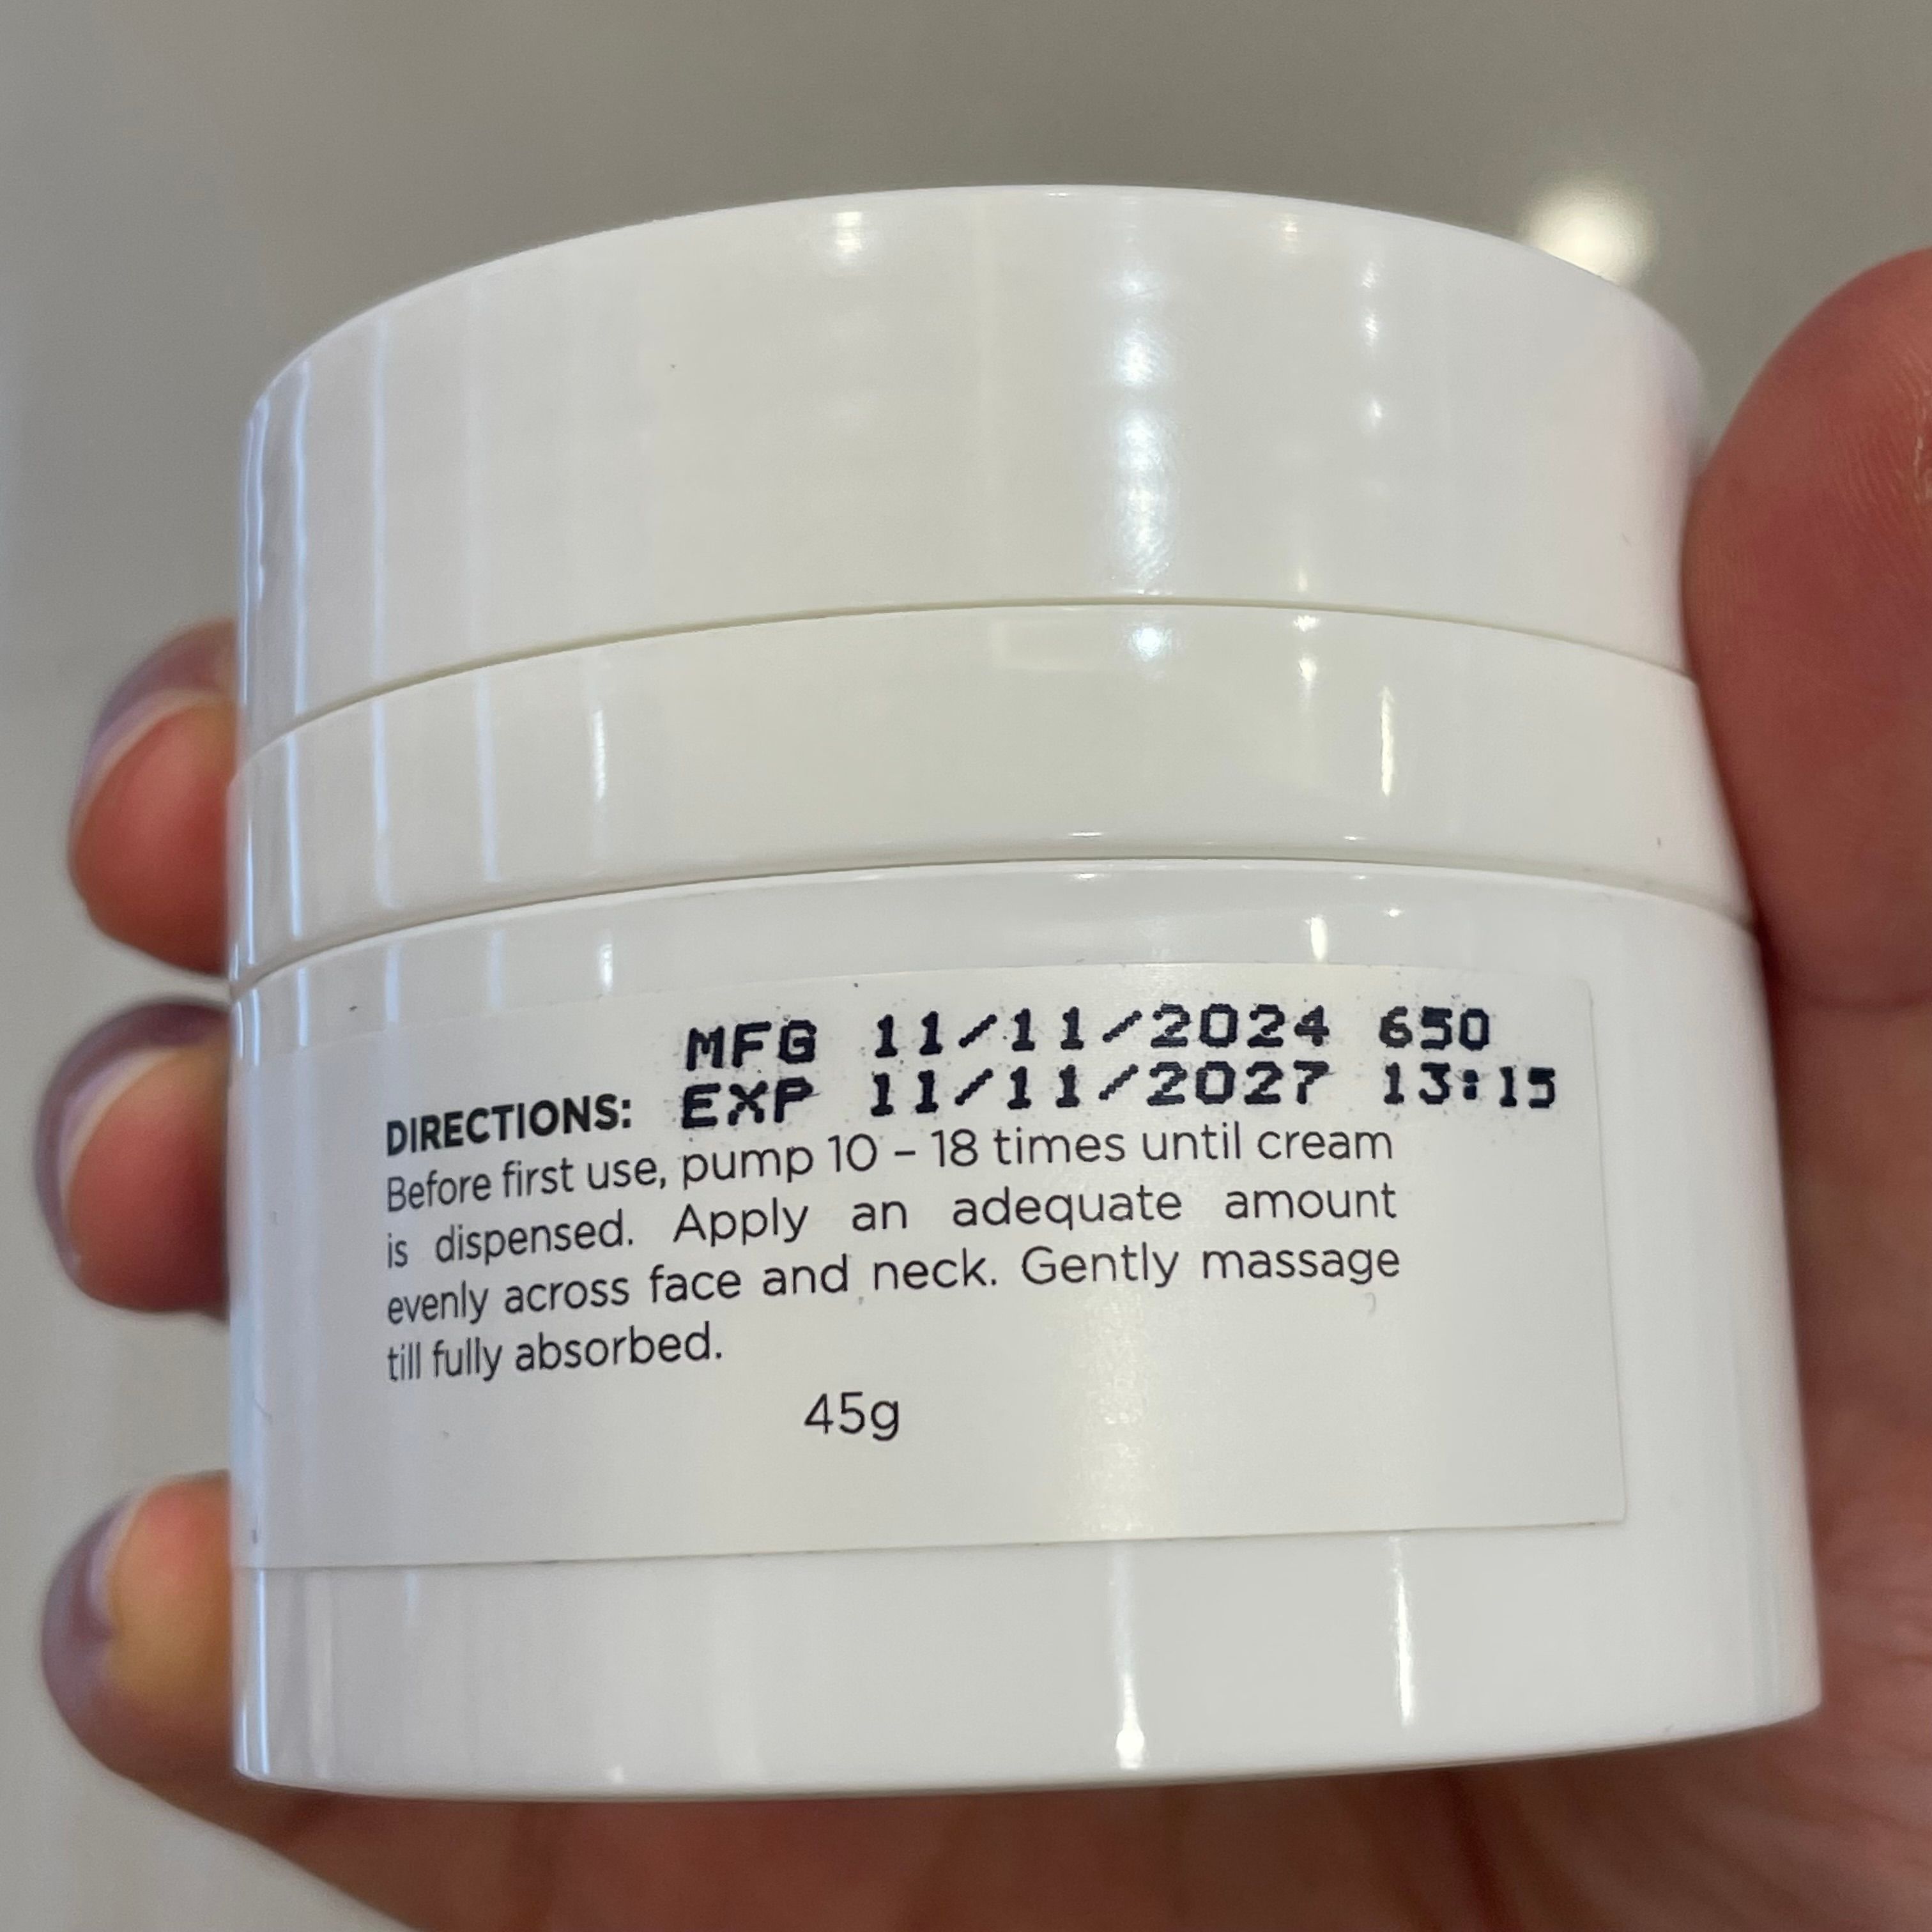 MFG 11/11/2024 650
EXP 11/11/2027 13:15
DIRECTIONS:
Before first use, pump 10 – 18 times until cream
is dispensed. Apply an adequate amount
evenly across face and neck. Gently massage
till fully absorbed.
45g